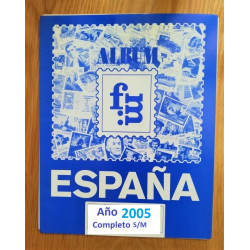 ALBUM
fm
ESPAÑA
Año 2005
Completo S/M